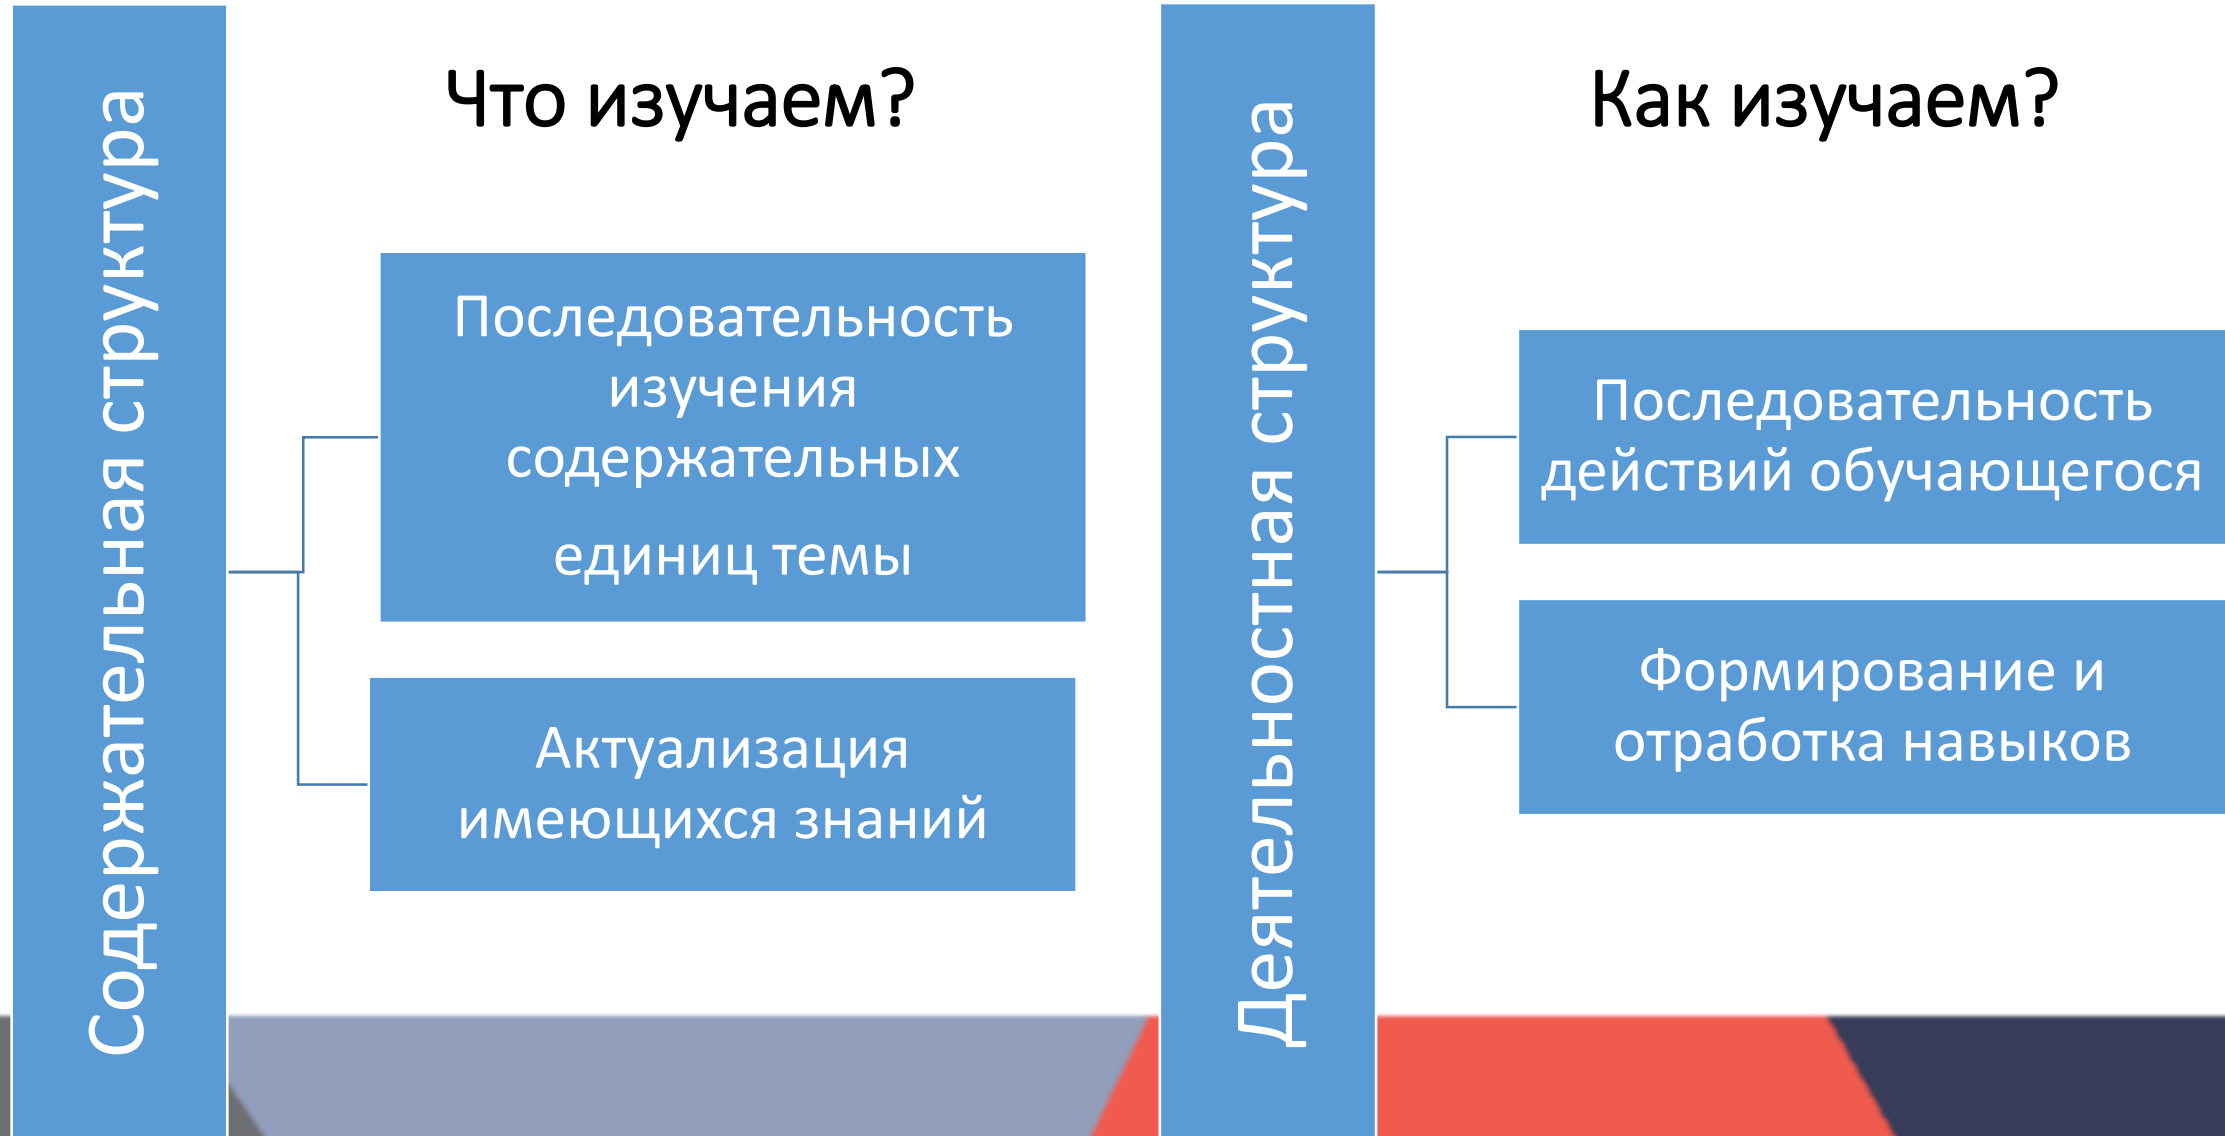 Содержательная структура
Что изучаем?
Последовательность
изучения
содержательных
единиц темы
Актуализация
имеющихся знаний
Деятельностная структура
Как изучаем?
Последовательность
действий обучающегося
Формирование и
отработка навыков